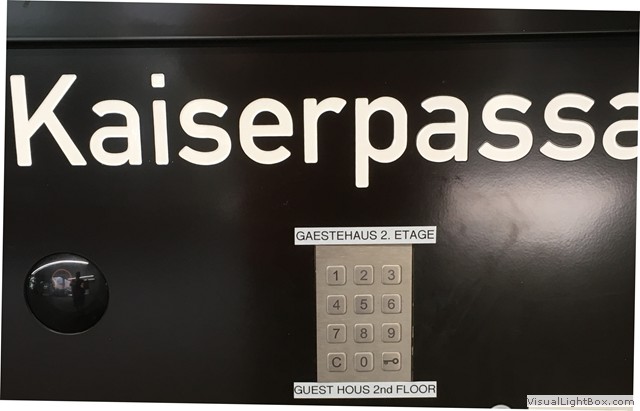 Kaiserpassa
GAESTEHAUS 2. ETAGE
1 2 3
4 5 6
7 8 9
C 0
GUEST HOUS 2nd FLOOR
VisualLightBox.com